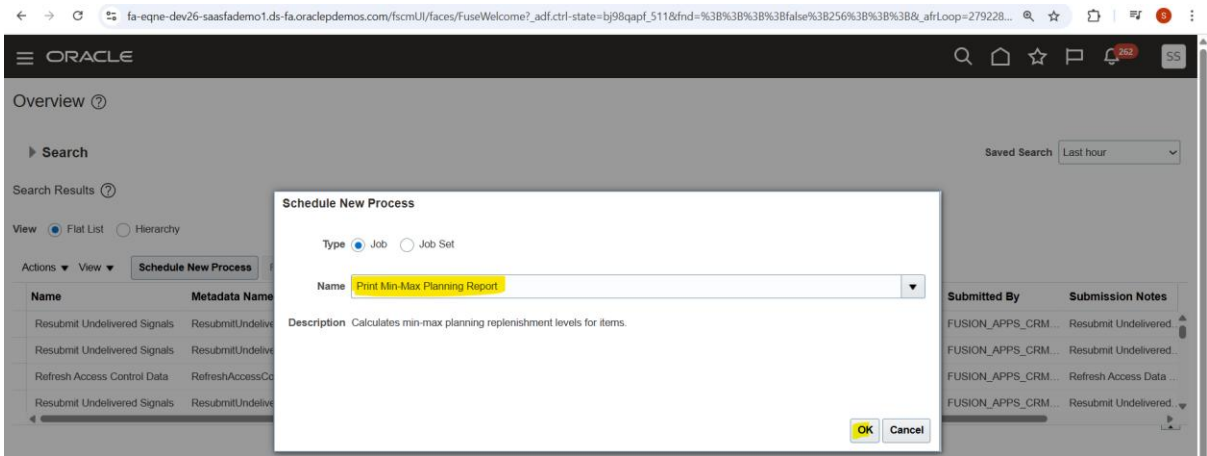 fa-eqne-dev26-saasfademo1.ds-fa.oraclepdemos.com/fscmUI/faces/FuseWelcome?_adf.ctrl-state=bj98qapf_511&fnd=%3B%3B%3B%3Bfalse%3B256%3B%3B%3B&_afrLoop=279228...
S
ORACLE
262
SS
Overview
Search
Saved Search Last hour
Search Results
View Flat List Hierarchy
Actions View Schedule New Process
Schedule New Process
Type Job Job Set
Name Print Min-Max Planning Report
Description Calculates min-max planning replenishment levels for items.
OK Cancel
Name Metadata Name Submitted By Submission Notes
Resubmit Undelivered Signals ResubmitUndelive FUSION_APPS_CRM... Resubmit Undelivered...
Resubmit Undelivered Signals ResubmitUndelive FUSION_APPS_CRM... Resubmit Undelivered...
Refresh Access Control Data RefreshAccessCo FUSION_APPS_CRM... Refresh Access Data ...
Resubmit Undelivered Signals ResubmitUndelive FUSION_APPS_CRM... Resubmit Undelivered...